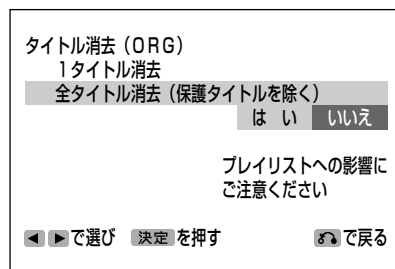 タイトル消去(ORG)
1タイトル消去
全タイトル消去(保護タイトルを除く)
はい いいえ
プレイリストへの影響に
ご注意ください
◀ ▶ で選び 決定 を押す で戻る